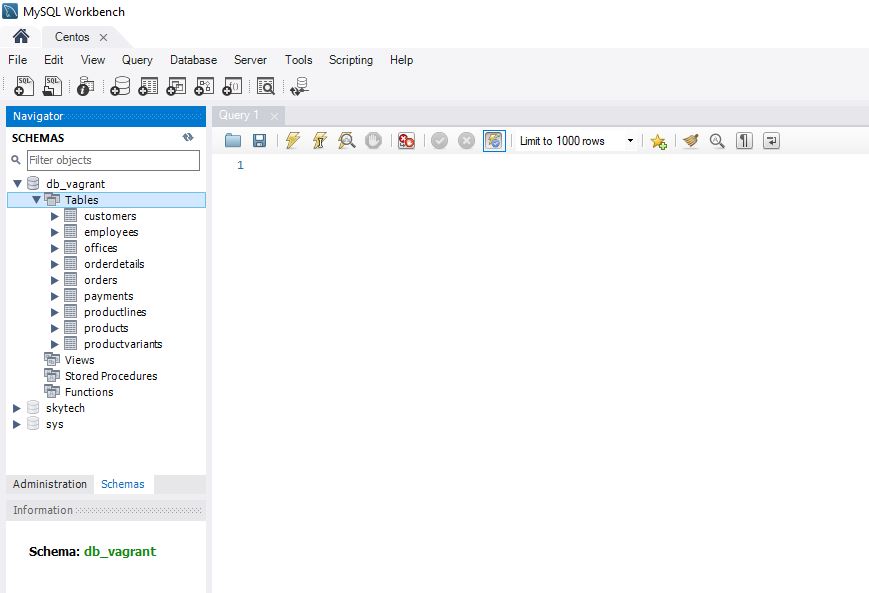 MySQL Workbench
Centos
File Edit View Query Database Server Tools Scripting Help
SQL SQL
Navigator
SCHEMAS
Filter objects
db_vagrant
Tables
customers
employees
offices
orderdetails
orders
payments
productlines
products
productvariants
Views
Stored Procedures
Functions
skytech
sys
Administration Schemas
Information
Schema: db_vagrant
Query 1
Limit to 1000 rows
1